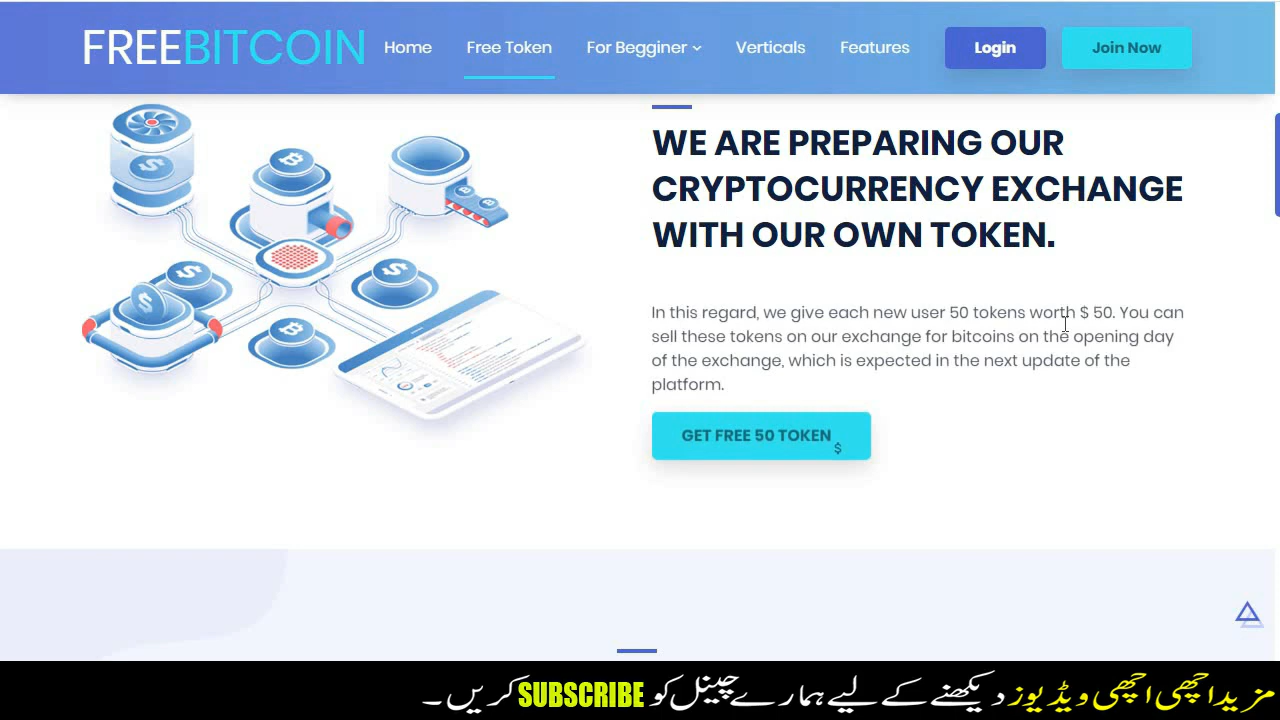 FREEBITCOIN
Home
Free Token
For Begginer
Verticals
Features
Login
Join Now
WE ARE PREPARING OUR
CRYPTOCURRENCY EXCHANGE
WITH OUR OWN TOKEN.
In this regard, we give each new user 50 tokens worth $ 50. You can
sell these tokens on our exchange for bitcoins on the opening day
of the exchange, which is expected in the next update of the
platform.
GET FREE 50 TOKEN $
مزید اچھی اچھی ویڈیوز دیکھنے کے لیے ہمارے چینل کو SUBSCRIBE کریں۔